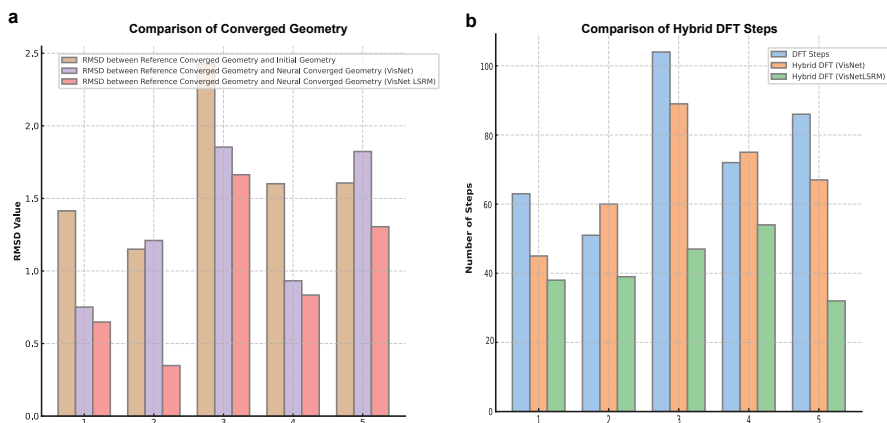 a
Comparison of Converged Geometry
RMSD between Reference Converged Geometry and Initial Geometry
RMSD between Reference Converged Geometry and Neural Converged Geometry (VisNet)
RMSD between Reference Converged Geometry and Neural Converged Geometry (VisNet LSRM)
RMSD Value
2.5
2.0
1.5
1.0
0.5
0.0
1 2 3 4 5
b
Comparison of Hybrid DFT Steps
DFT Steps
Hybrid DFT (VisNet)
Hybrid DFT (VisNetLSRM)
Number of Steps
100
80
60
40
20
0
1 2 3 4 5